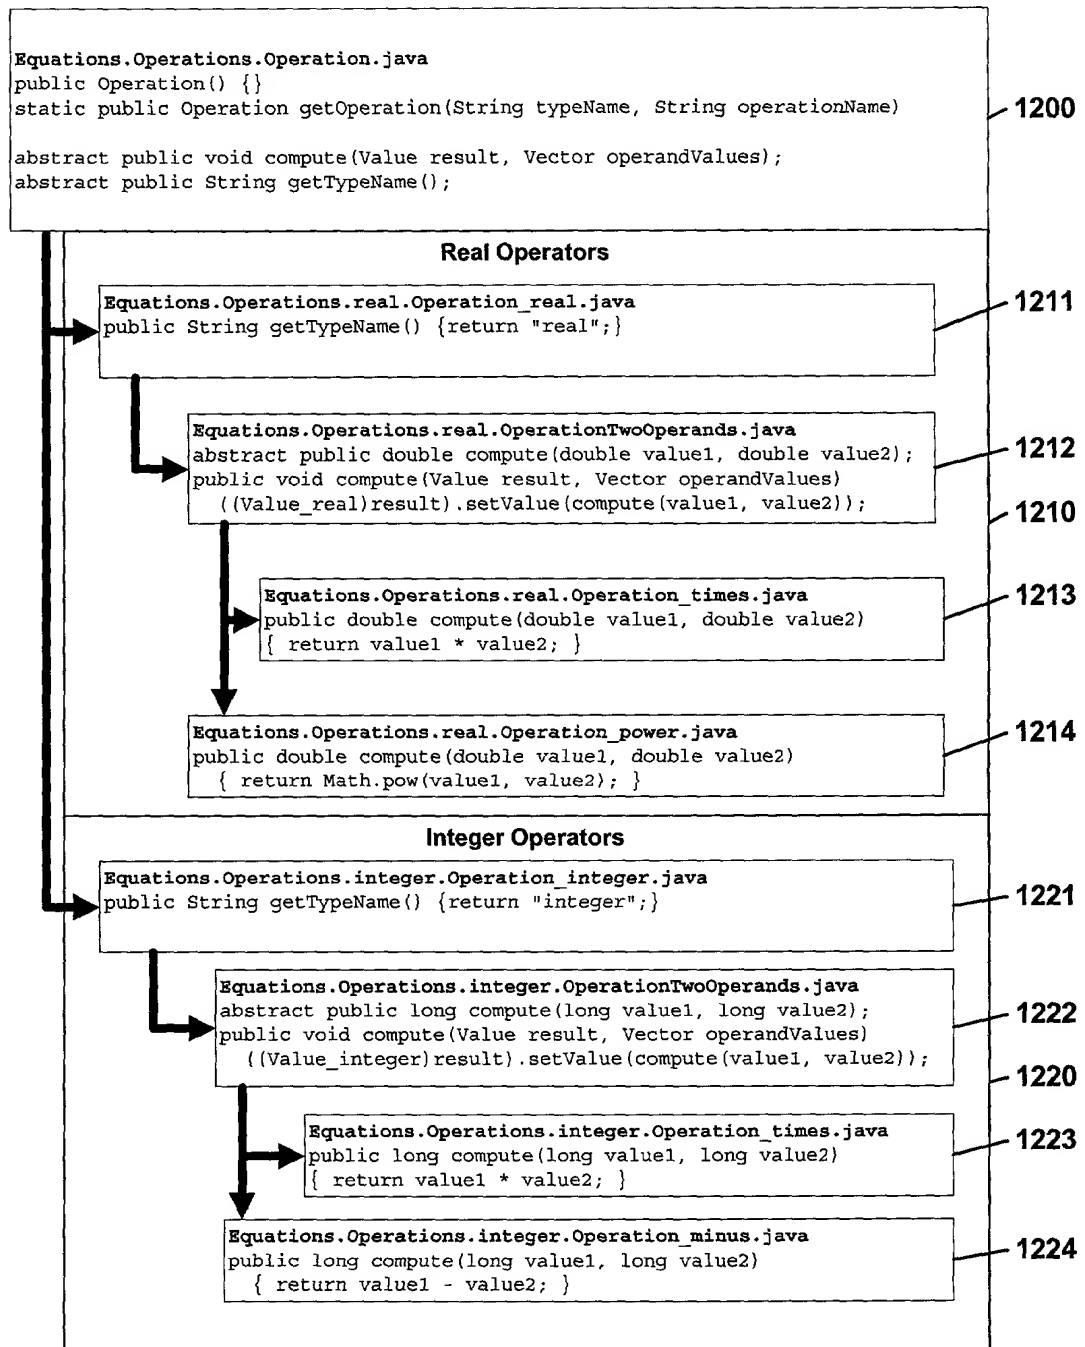 Equations.Operations.Operation.java
public Operation() {}
static public Operation getOperation(String typeName, String operationName)
1200
abstract public void compute(Value result, Vector operandValues);
abstract public String getTypeName();
Real Operators
Equations.Operations.real.Operation_real.java
1211
public String getTypeName() {return "real";}
Equations.Operations.real.OperationTwoOperands.java
abstract public double compute(double value1, double value2);
1212
public void compute(Value result, Vector operandValues)
((Value_real)result).setValue(compute(value1, value2));
1210
Equations.Operations.real.Operation_times.java
1213
public double compute(double value1, double value2)
{ return value1 * value2; }
Equations.Operations.real.Operation_power.java
1214
public double compute(double value1, double value2)
{ return Math.pow(value1, value2); }
Integer Operators
Equations.Operations.integer.Operation_integer.java
1221
public String getTypeName() {return "integer";}
Equations.Operations.integer.OperationTwoOperands.java
abstract public long compute(long value1, long value2);
1222
public void compute(Value result, Vector operandValues)
((Value_integer)result).setValue(compute(value1, value2));
1220
Equations.Operations.integer.Operation_times.java
1223
public long compute(long value1, long value2)
{ return value1 * value2; }
Equations.Operations.integer.Operation_minus.java
1224
public long compute(long value1, long value2)
{ return value1 - value2; }